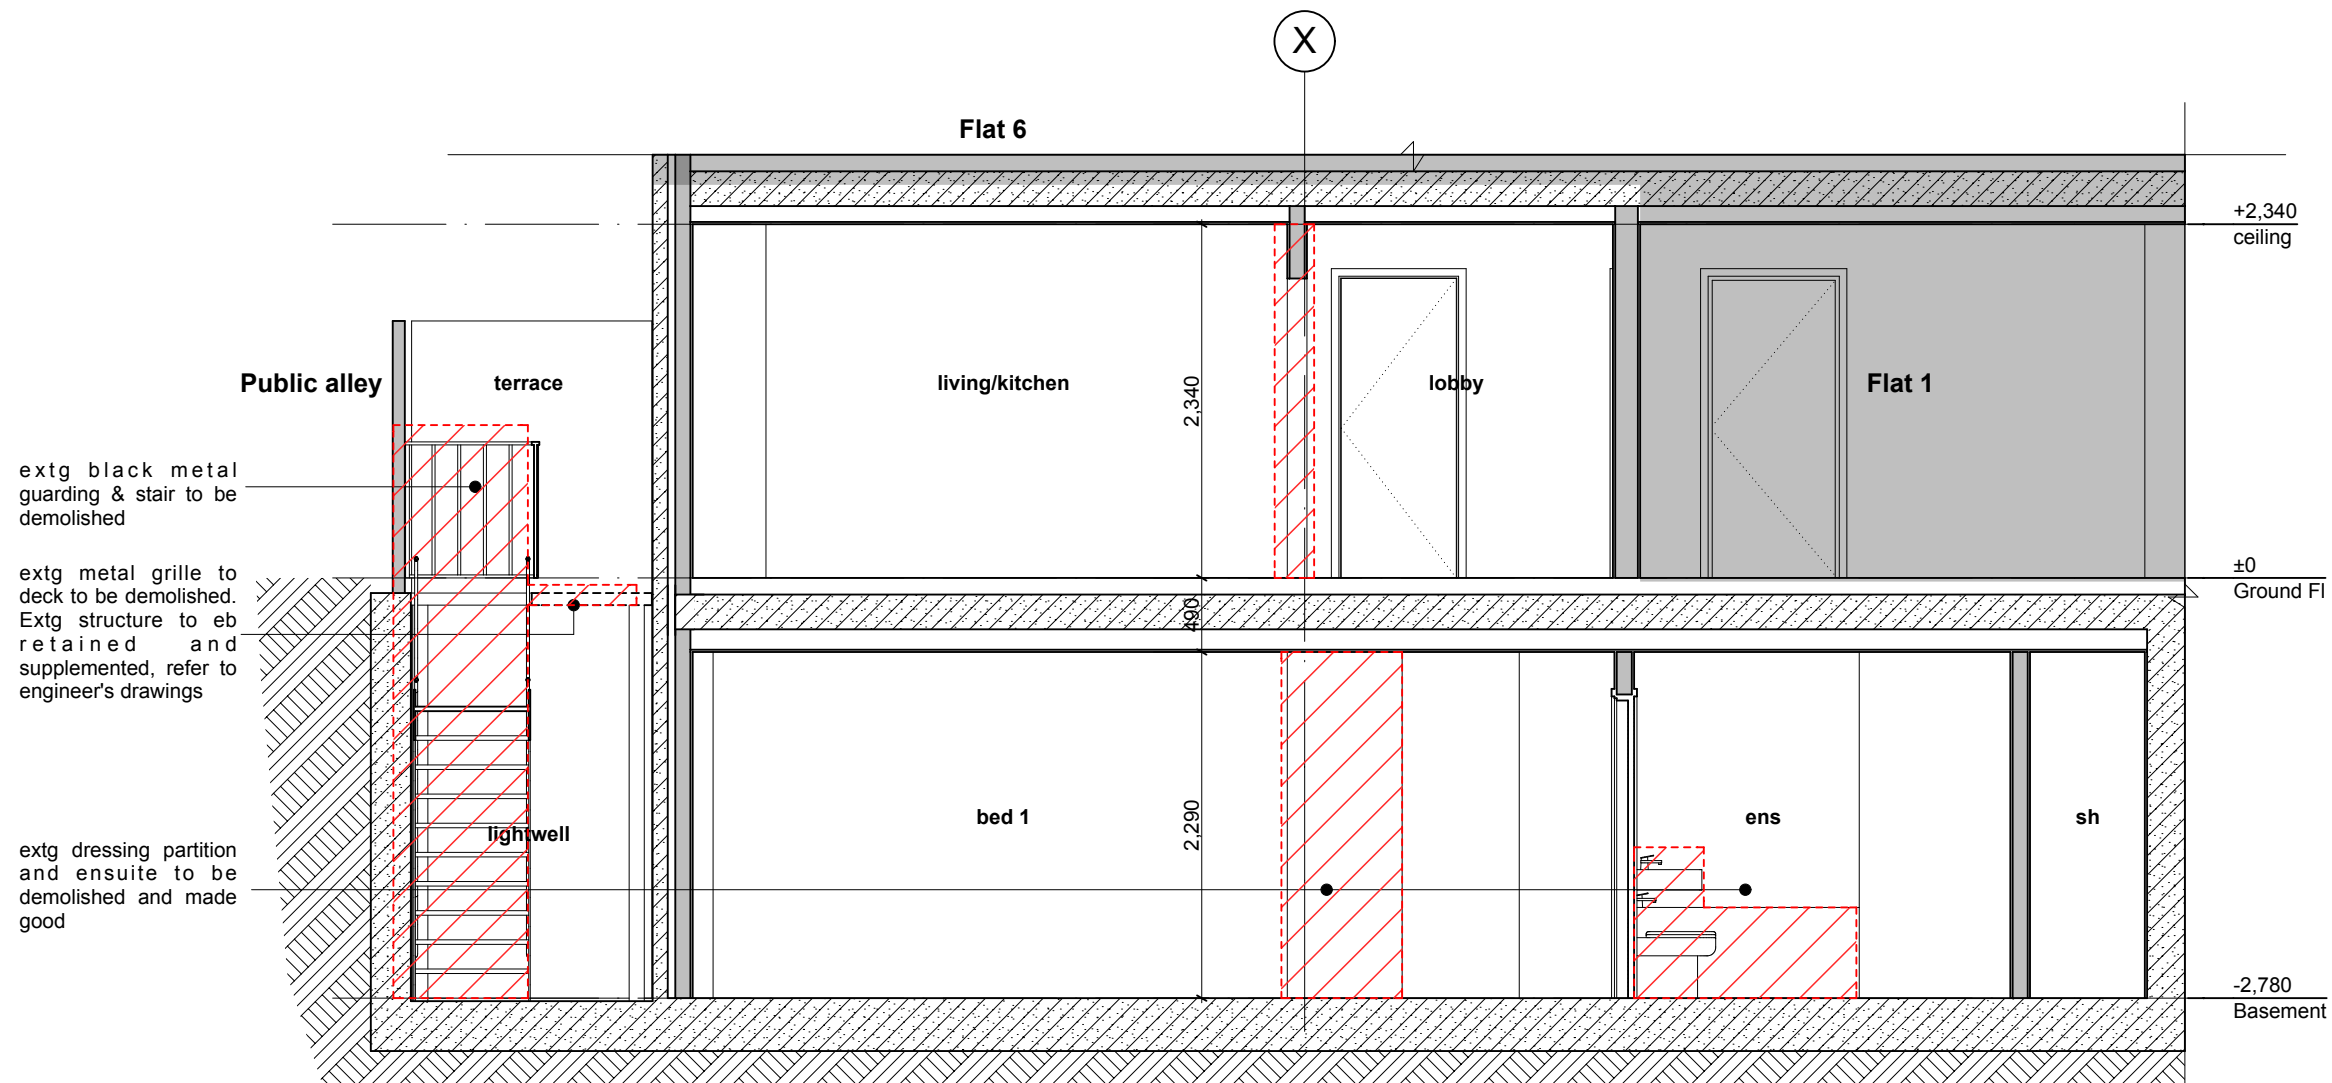 X
Flat 6
+2,340
ceiling
Public alley
terrace
living/kitchen
2,340
lobby
Flat 1
extg black metal
guarding & stair to be
demolished
extg metal grille to
deck to be demolished.
Extg structure to eb
retained and
supplemented, refer to
engineer's drawings
±0
Ground Fl
490
bed 1
2,290
ens
sh
lightwell
extg dressing partition
and ensuite to be
demolished and made
good
-2,780
Basement